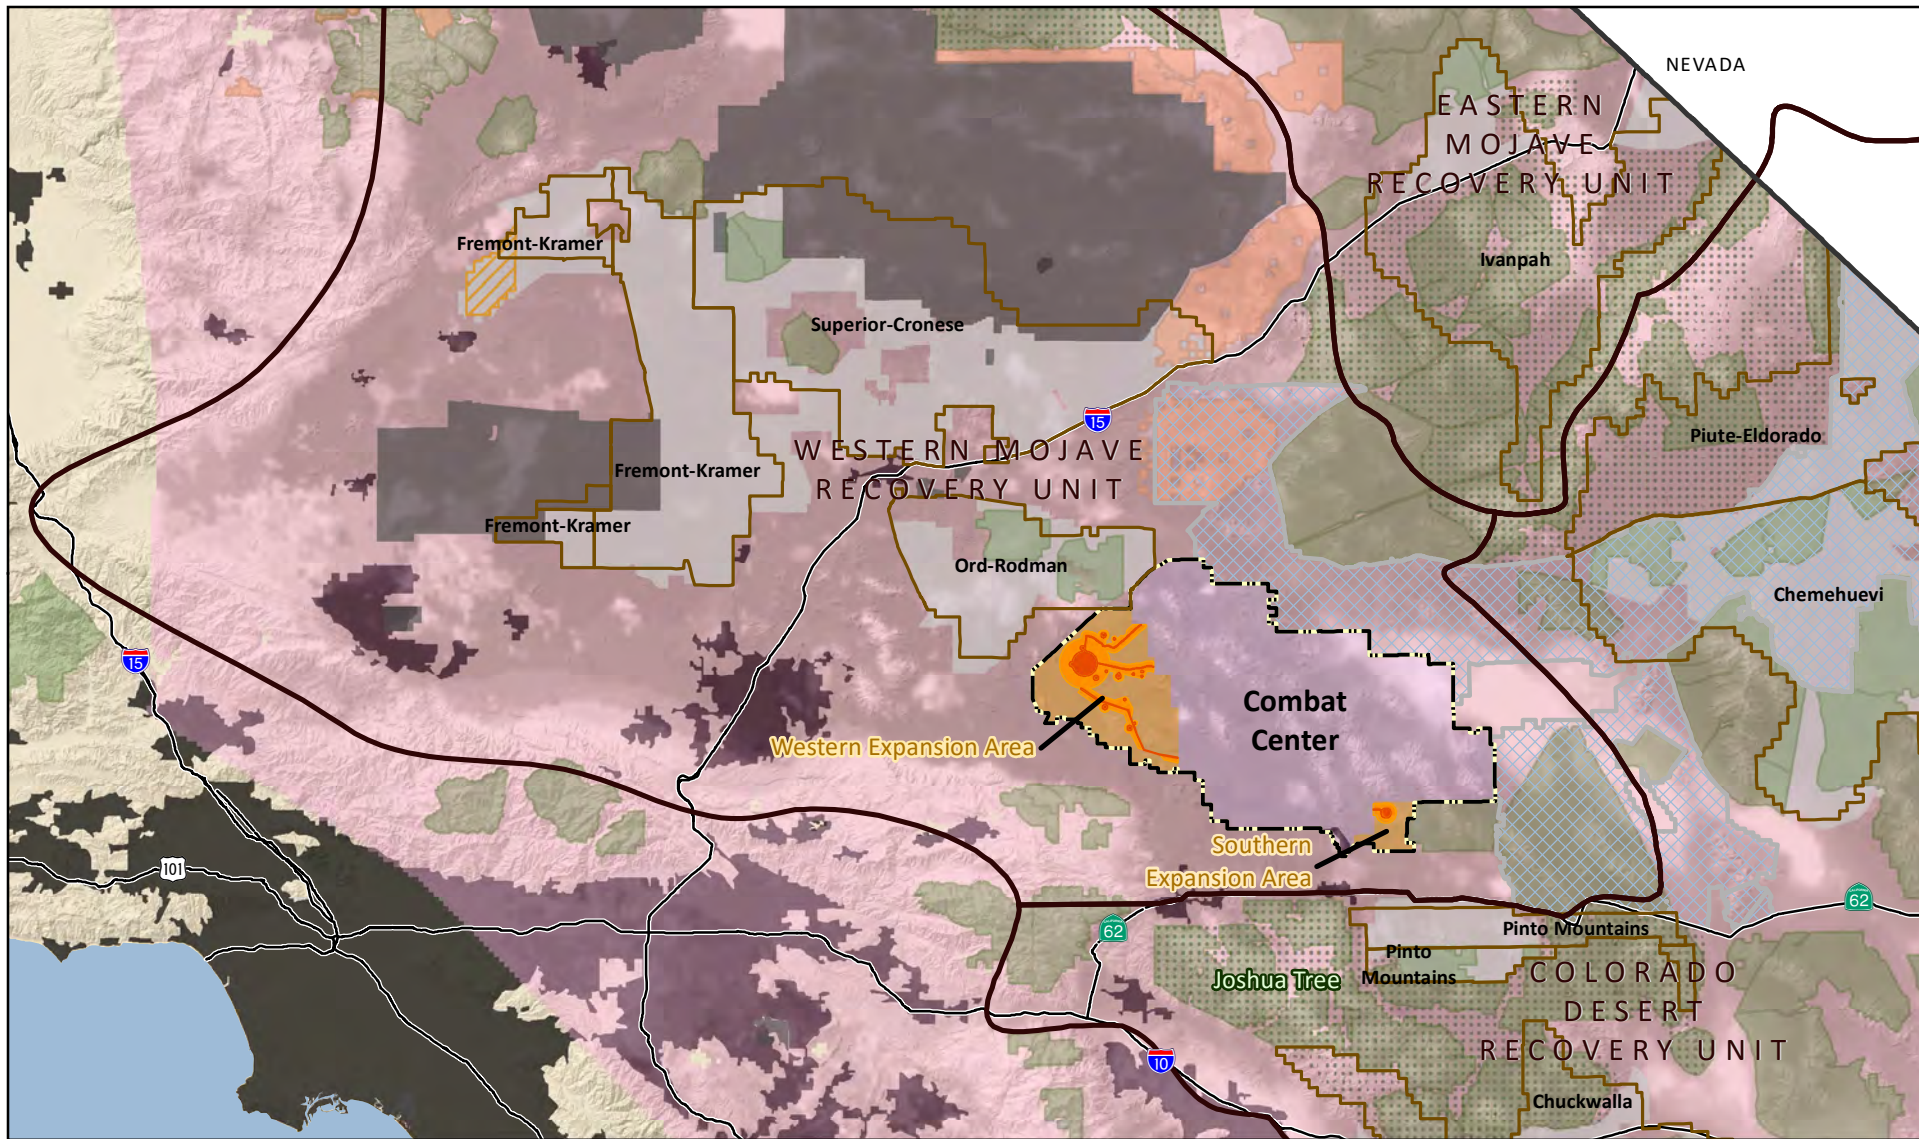 NEVADA
EASTERN
MOJAVE
RECOVERY UNIT
Fremont-Kramer
Ivanpah
Superior-Cronese
15
Piute-Eldorado
WESTERN MOJAVE
RECOVERY UNIT
Fremont-Kramer
Fremont-Kramer
Ord-Rodman
Chemehuevi
15
Combat
Center
Western Expansion Area
Southern
Expansion Area
101
CALIFORNIA
62
CALIFORNIA
62
Pinto Mountains
Pinto
Mountains
Joshua Tree
COLORADO
DESERT
RECOVERY UNIT
10
Chuckwalla